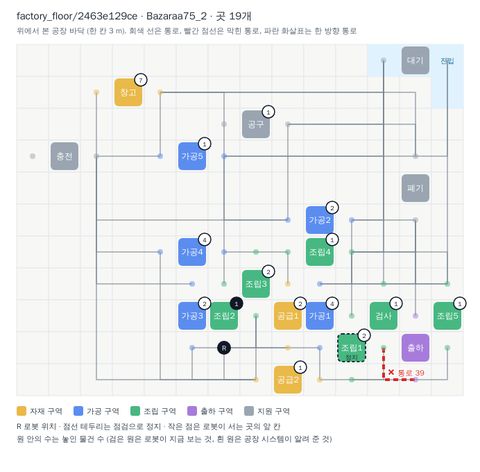 factory_floor/2463e129ce · Bazaraa75_2 · 곳 19개
위에서 본 공장 바닥 (한 칸 3 m). 회색 선은 통로, 빨간 점선은 막힌 통로, 파란 화살표는 한 방향 통로
대기
진입
창고 7
공구 1
충전
가공5 1
폐기
가공2 2
가공4 4
조립4 1
조립3 2
가공3 2
조립2 1
공급1 2
가공1 4
검사 1
조립5 1
R
조립1 2
정지
출하
✕ 통로 39
공급2 1
자재 구역
가공 구역
조립 구역
출하 구역
지원 구역
R 로봇 위치 · 점선 테두리는 점검으로 정지 · 작은 점은 로봇이 서는 곳의 앞 칸
원 안의 수는 놓인 물건 수 (검은 원은 로봇이 지금 보는 것, 흰 원은 공장 시스템이 알려 준 것)